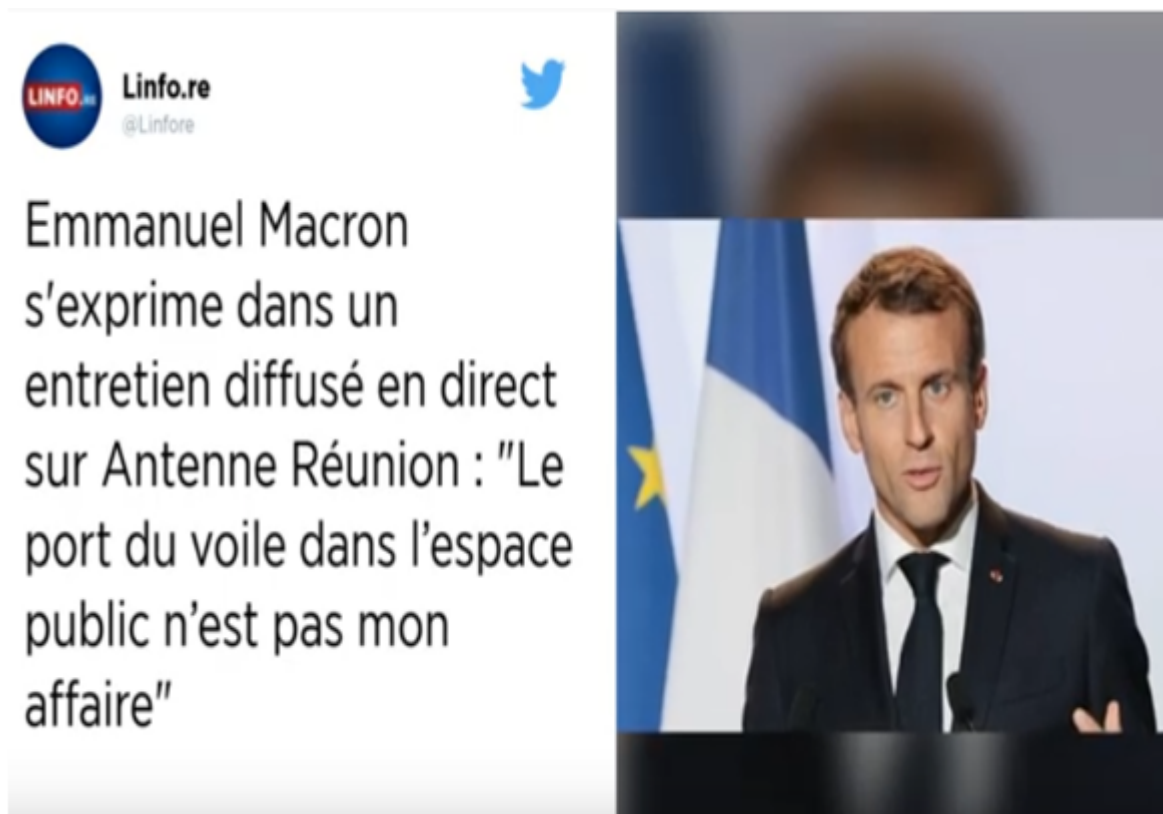 LINFO.re
Linfo.re
@Linfore
Emmanuel Macron
s'exprime dans un
entretien diffusé en direct
sur Antenne Réunion : "Le
port du voile dans l’espace
public n’est pas mon
affaire"